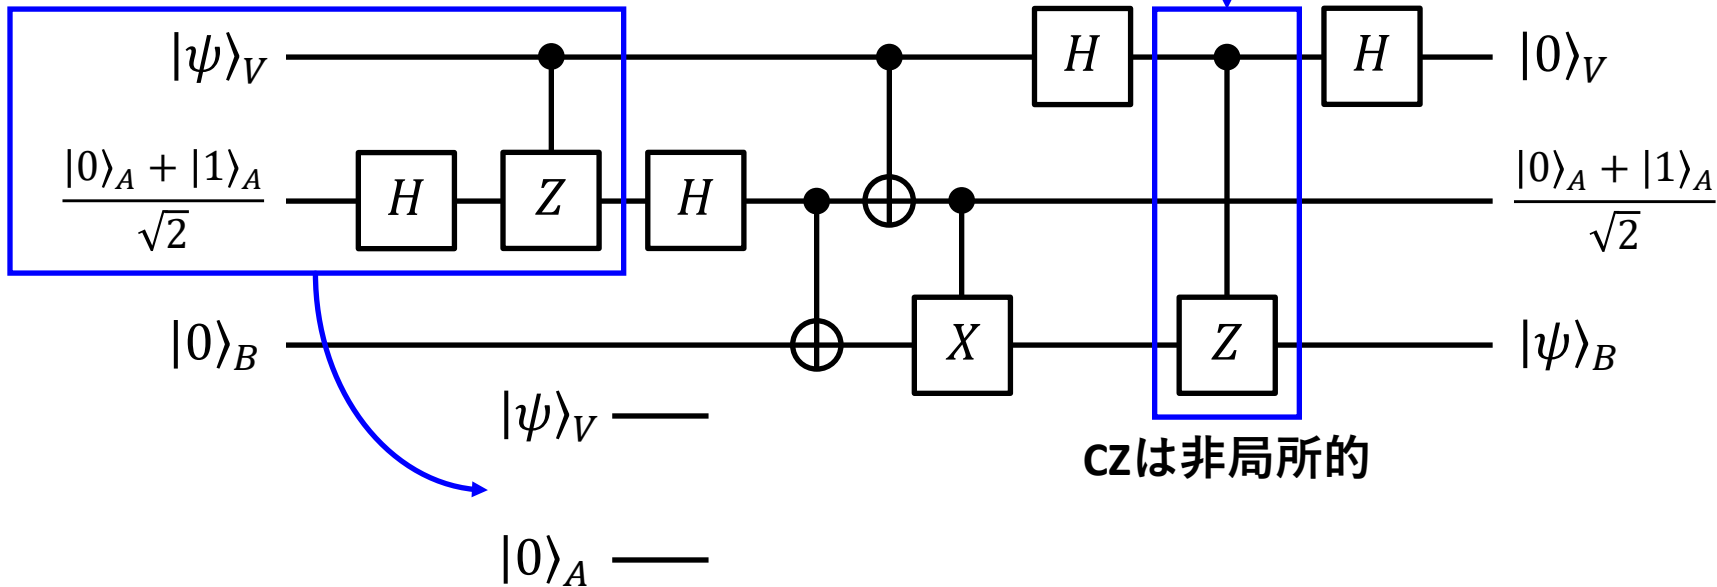 |ψ⟩_V H H |0⟩_V
(|0⟩_A + |1⟩_A)/√2 H Z H (|0⟩_A + |1⟩_A)/√2
|0⟩_B X Z |ψ⟩_B
|ψ⟩_V
CZは非局所的
|0⟩_A